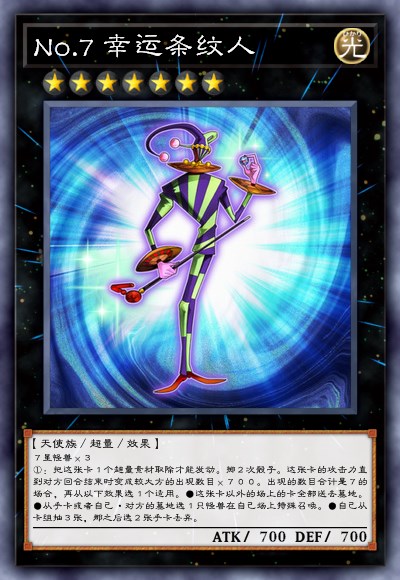 No.7 幸运条纹人
光
ひかり
【天使族／超量／效果】
7星怪兽×3
①：把这张卡1个超量素材取除才能发动。掷2次骰子。这张卡的攻击力直
到对方回合结束时变成较大方的出现数目×700。出现的数目合计是7的
场合，再从以下效果选1个适用。●这张卡以外的场上的卡全部送去墓地。
●从手卡或者自己·对方的墓地选1只怪兽在自己场上特殊召唤。●自己从
卡组抽3张，那之后选2张手卡丢弃。
ATK/ 700 DEF/ 700